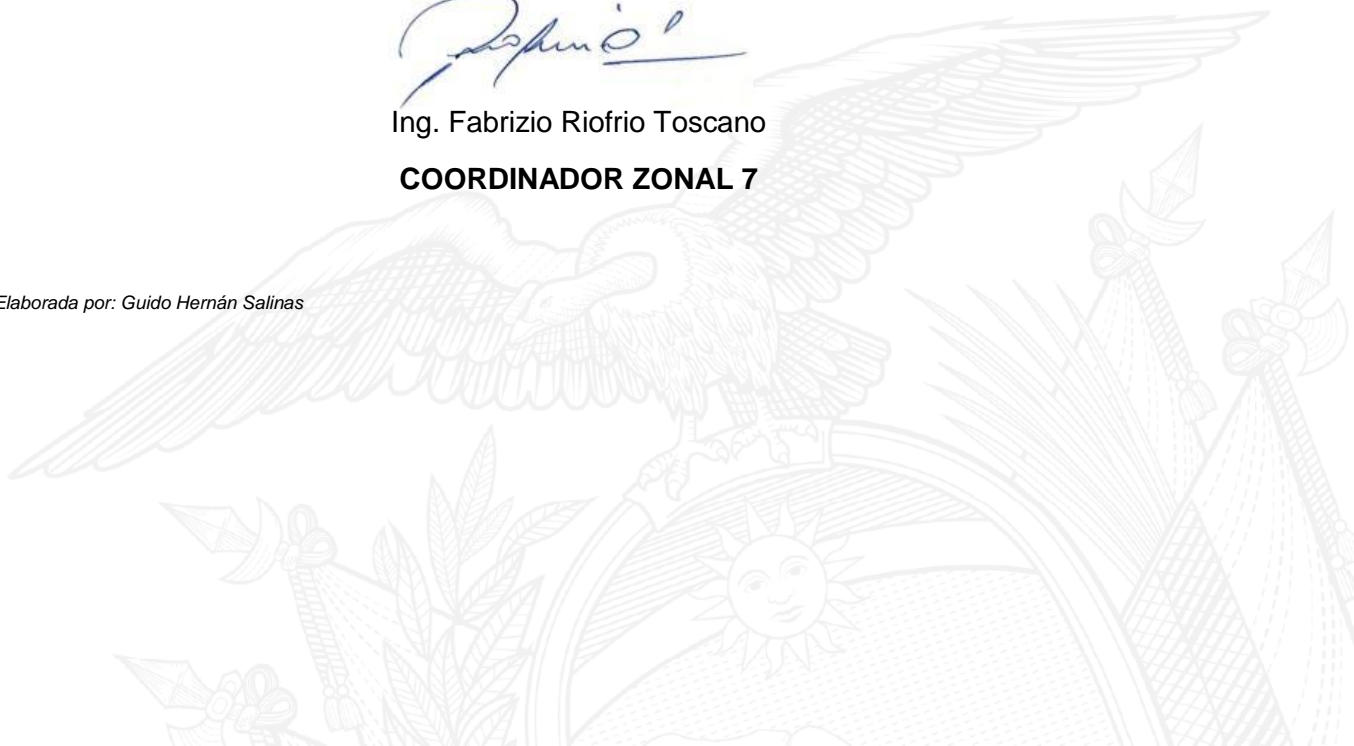 Ing. Fabrizio Riofrio Toscano
COORDINADOR ZONAL 7
Elaborada por: Guido Hernán Salinas